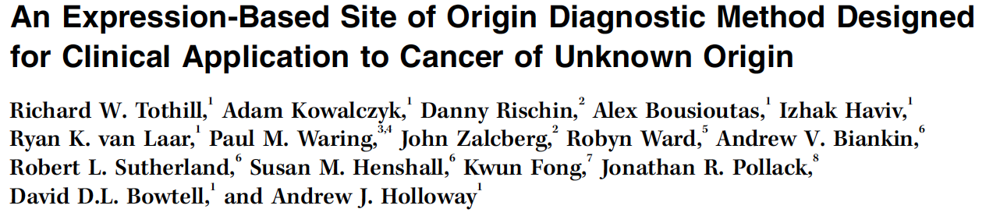 An Expression-Based Site of Origin Diagnostic Method Designed
for Clinical Application to Cancer of Unknown Origin
Richard W. Tothill,1 Adam Kowalczyk,1 Danny Rischin,2 Alex Bousioutas,1 Izhak Haviv,1
Ryan K. van Laar,1 Paul M. Waring,3,4 John Zalcberg,2 Robyn Ward,5 Andrew V. Biankin,6
Robert L. Sutherland,6 Susan M. Henshall,6 Kwun Fong,7 Jonathan R. Pollack,8
David D.L. Bowtell,1 and Andrew J. Holloway1